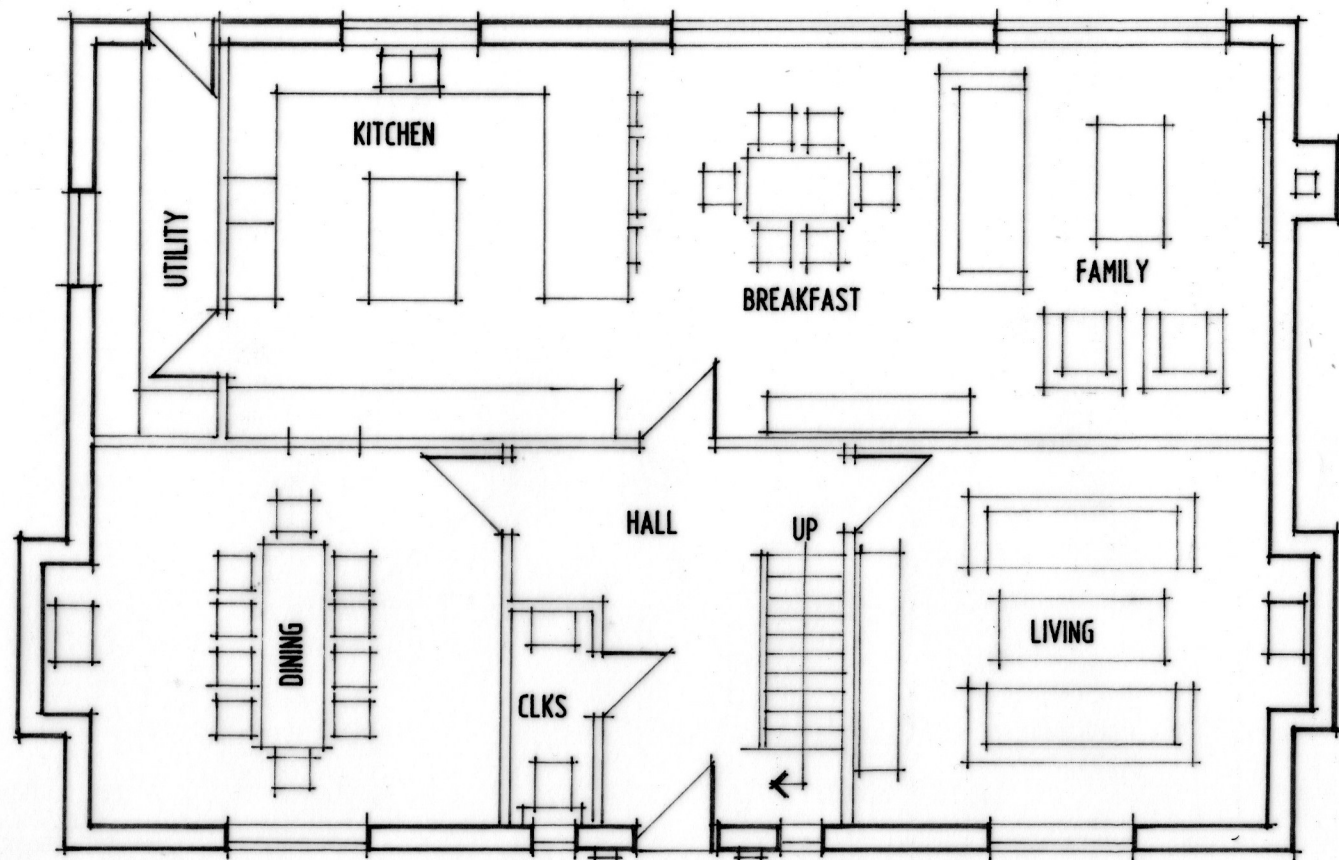 KITCHEN
UTILITY
BREAKFAST
FAMILY
HALL
UP
DINING
CLKS
LIVING